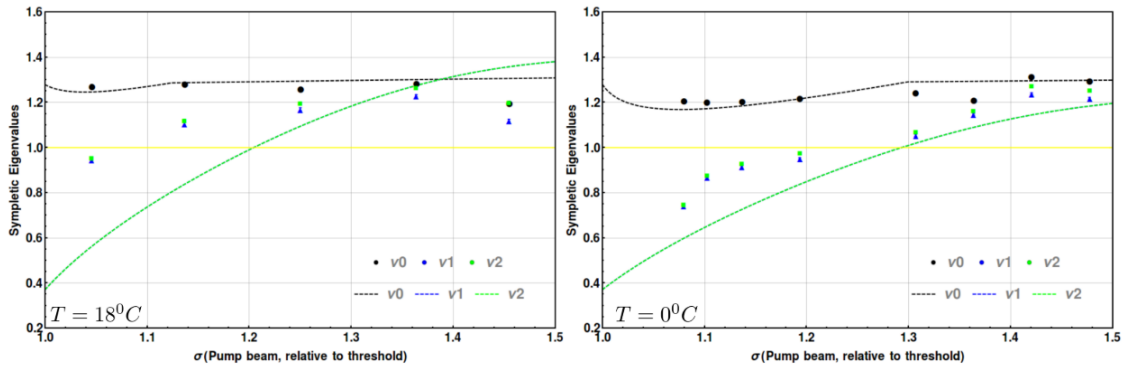 1.6
1.4
1.2
1.0
0.8
0.6
0.4
0.2
Sympletic Eigenvalues
v0 v1 v2
v0 v1 v2
T = 18⁰C
1.0 1.1 1.2 1.3 1.4 1.5
σ(Pump beam, relative to threshold)
1.6
1.4
1.2
1.0
0.8
0.6
0.4
0.2
Sympletic Eigenvalues
v0 v1 v2
v0 v1 v2
T = 0⁰C
1.0 1.1 1.2 1.3 1.4 1.5
σ(Pump beam, relative to threshold)